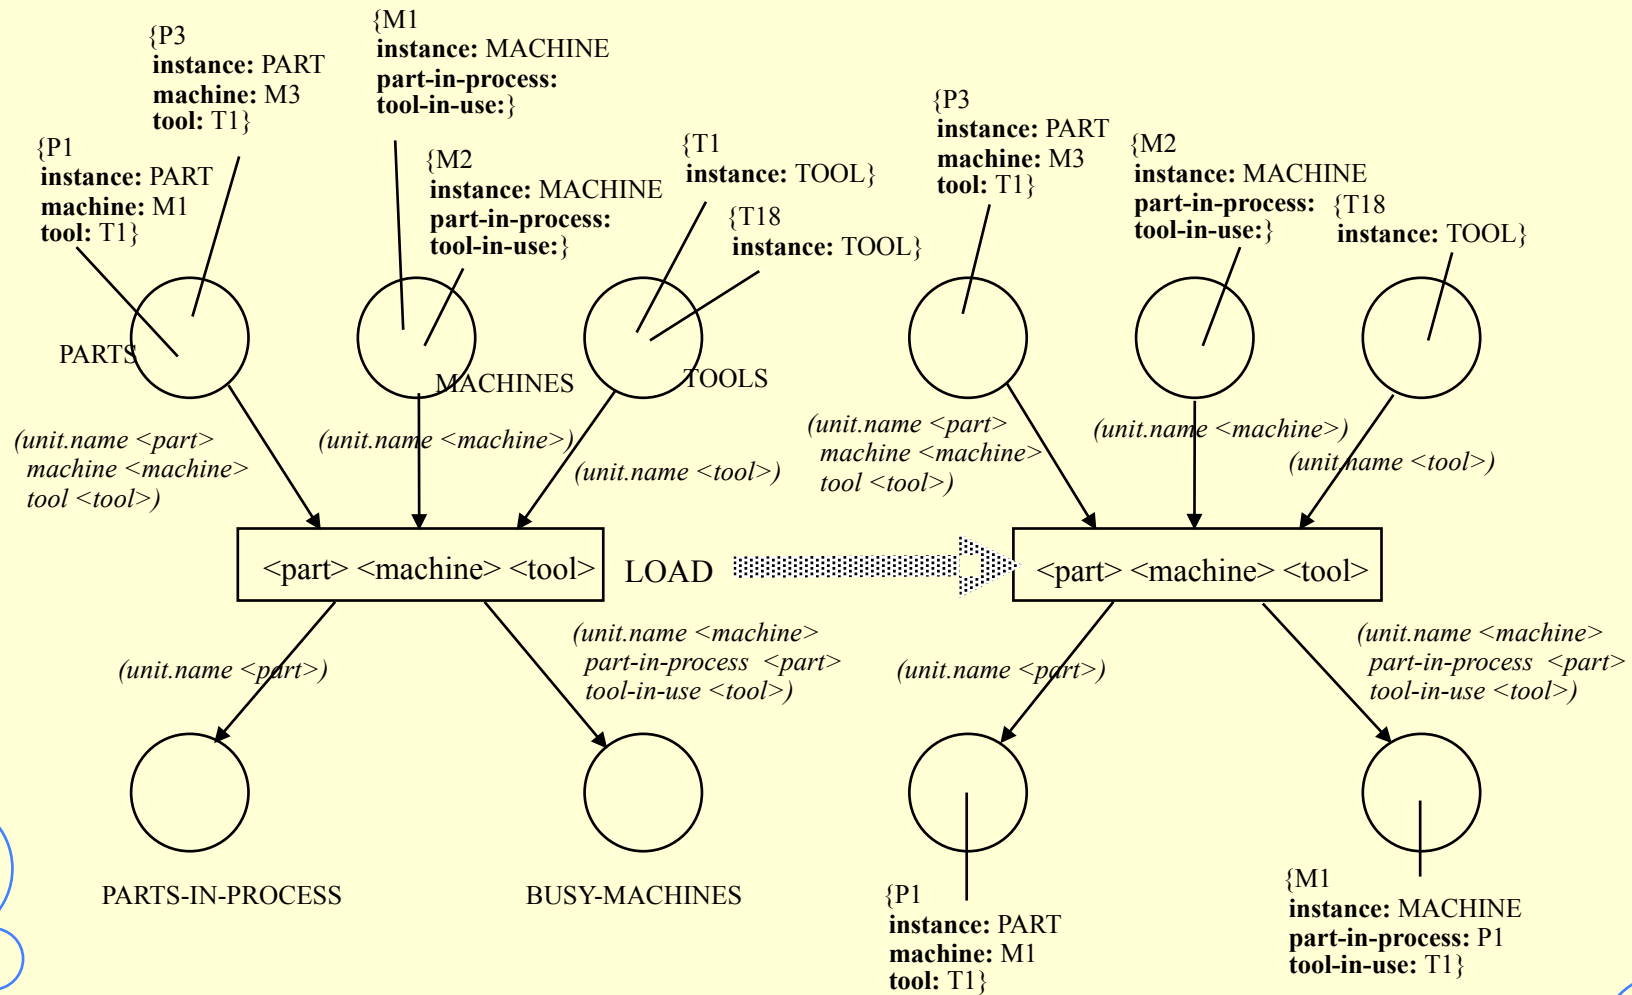 {P3
instance: PART
machine: M3
tool: T1}
{M1
instance: MACHINE
part-in-process:
tool-in-use:}
{P1
instance: PART
machine: M1
tool: T1}
{M2
instance: MACHINE
part-in-process:
tool-in-use:}
{T1
instance: TOOL}
{T18
instance: TOOL}
PARTS
MACHINES
TOOLS
(unit.name <part>
machine <machine>
tool <tool>)
(unit.name <machine>)
(unit.name <tool>)
<part> <machine> <tool>
LOAD
(unit.name <part>)
(unit.name <machine>
part-in-process <part>
tool-in-use <tool>)
PARTS-IN-PROCESS
BUSY-MACHINES
{P3
instance: PART
machine: M3
tool: T1}
{M2
instance: MACHINE
part-in-process:
tool-in-use:}
{T18
instance: TOOL}
(unit.name <part>
machine <machine>
tool <tool>)
(unit.name <machine>)
(unit.name <tool>)
<part> <machine> <tool>
(unit.name <part>)
(unit.name <machine>
part-in-process <part>
tool-in-use <tool>)
{P1
instance: PART
machine: M1
tool: T1}
{M1
instance: MACHINE
part-in-process: P1
tool-in-use: T1}